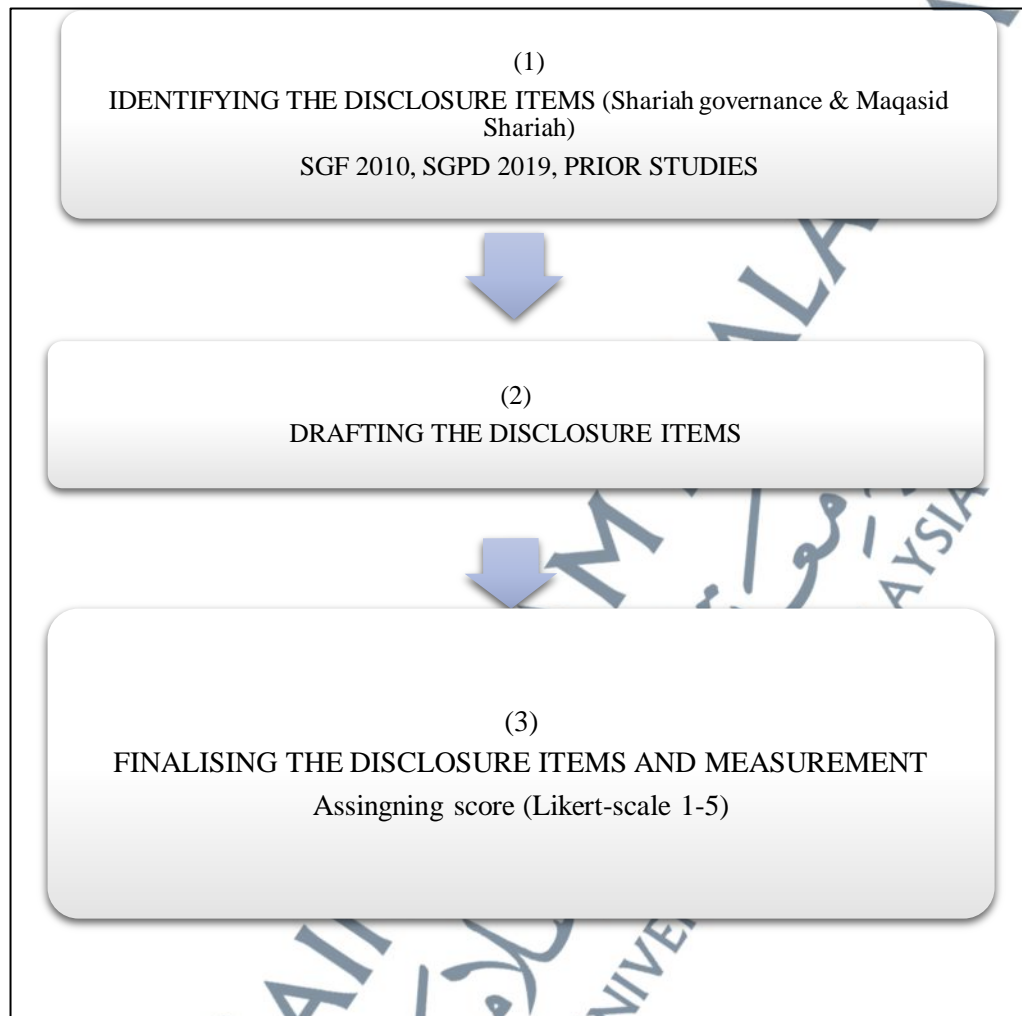 (1)
IDENTIFYING THE DISCLOSURE ITEMS (Shariah governance & Maqasid
Shariah)
SGF 2010, SGPD 2019, PRIOR STUDIES
(2)
DRAFTING THE DISCLOSURE ITEMS
(3)
FINALISING THE DISCLOSURE ITEMS AND MEASUREMENT
Assingning score (Likert-scale 1-5)